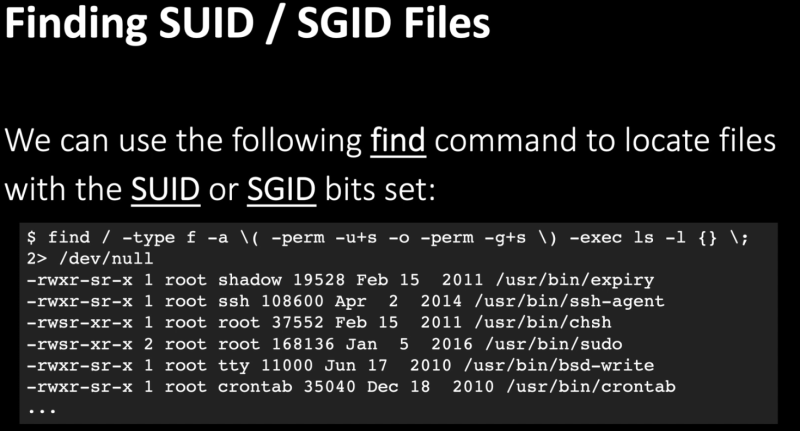 Finding SUID / SGID Files
We can use the following find command to locate files
with the SUID or SGID bits set:
$ find / -type f -a \( -perm -u+s -o -perm -g+s \) -exec ls -l {} \;
2> /dev/null
-rwxr-sr-x 1 root shadow 19528 Feb 15  2011 /usr/bin/expiry
-rwxr-sr-x 1 root ssh 108600 Apr  2  2014 /usr/bin/ssh-agent
-rwsr-xr-x 1 root root 37552 Feb 15  2011 /usr/bin/chsh
-rwsr-xr-x 2 root root 168136 Jan  5  2016 /usr/bin/sudo
-rwxr-sr-x 1 root tty 11000 Jun 17  2010 /usr/bin/bsd-write
-rwxr-sr-x 1 root crontab 35040 Dec 18  2010 /usr/bin/crontab
...